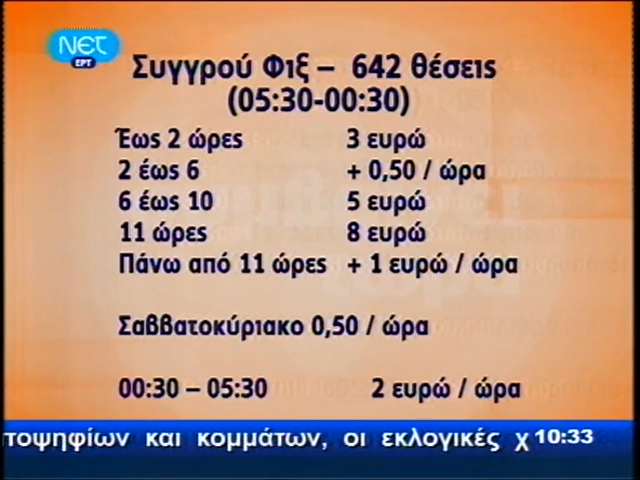 ΝΕΤ
ΕΡΤ
Συγγρού Φιξ – 642 θέσεις
(05:30-00:30)
Έως 2 ώρες 3 ευρώ
2 έως 6 + 0,50 / ώρα
6 έως 10 5 ευρώ
11 ώρες 8 ευρώ
Πάνω από 11 ώρες + 1 ευρώ / ώρα
Σαββατοκύριακο 0,50 / ώρα
00:30 – 05:30 2 ευρώ / ώρα
τοψηφίων και κομμάτων, οι εκλογικές χ 10:33